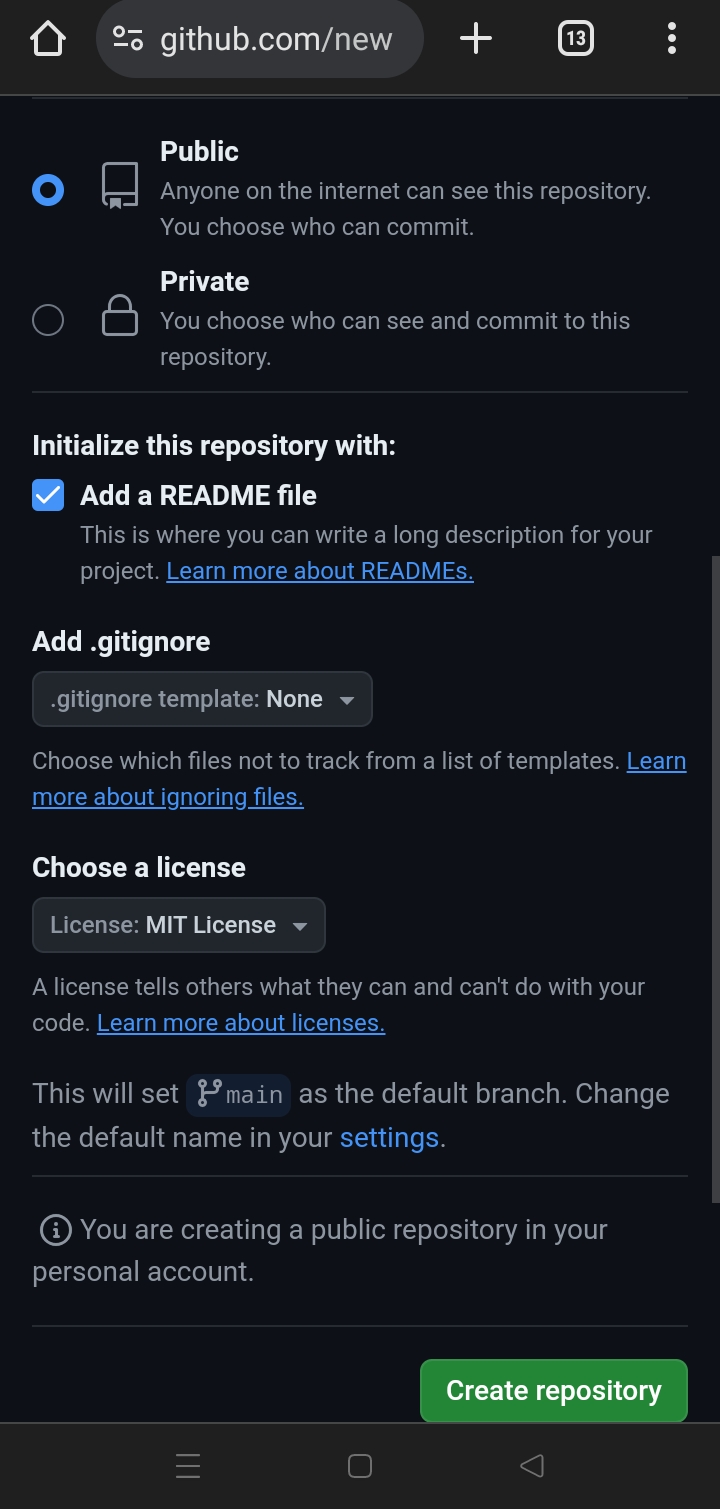 github.com/new
13
Public
Anyone on the internet can see this repository.
You choose who can commit.
Private
You choose who can see and commit to this
repository.
Initialize this repository with:
Add a README file
This is where you can write a long description for your
project. Learn more about READMEs.
Add .gitignore
.gitignore template: None
Choose which files not to track from a list of templates. Learn
more about ignoring files.
Choose a license
License: MIT License
A license tells others what they can and can't do with your
code. Learn more about licenses.
This will set main as the default branch. Change
the default name in your settings.
You are creating a public repository in your
personal account.
Create repository